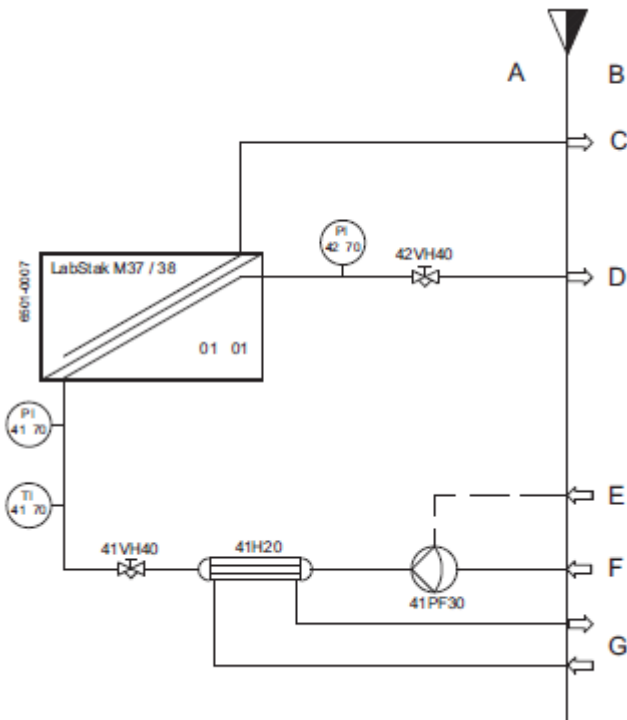 A
B
C
PI
42 70
42VH40
6501-0007
LabStak M37 / 38
D
01 01
PI
41 70
TI
41 70
E
41VH40
41H20
F
41PF30
G